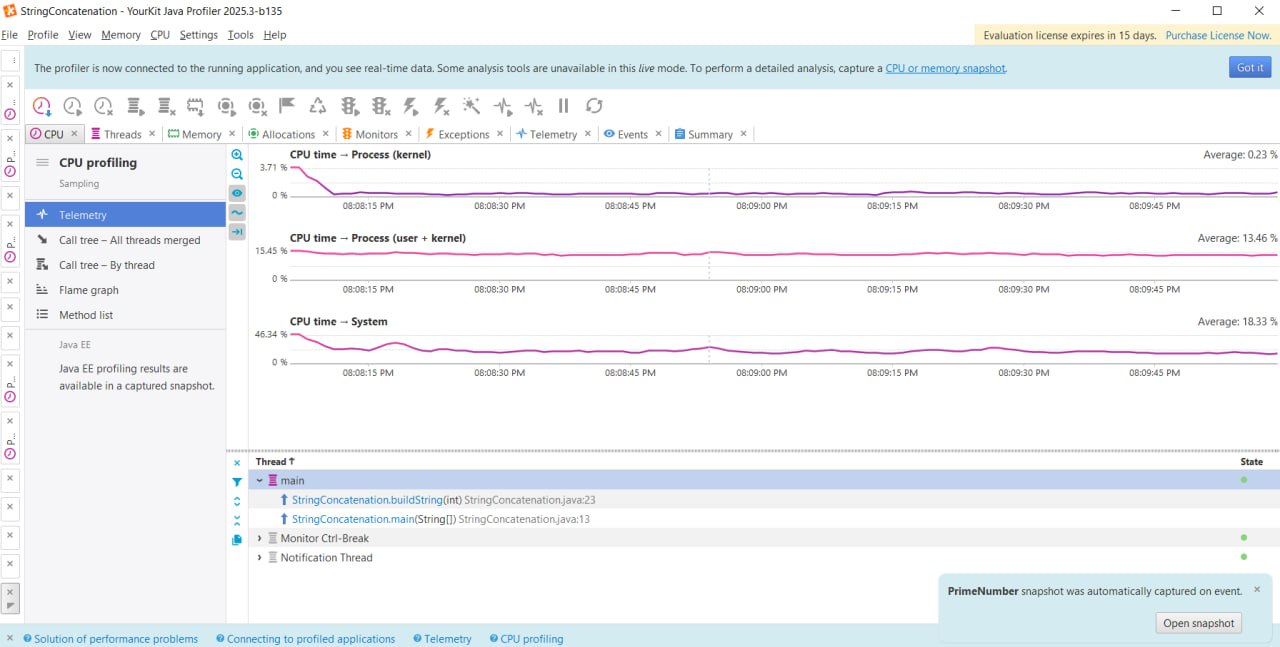 StringConcatenation - YourKit Java Profiler 2025.3-b135
File Profile View Memory CPU Settings Tools Help
Evaluation license expires in 15 days. Purchase License Now.
The profiler is now connected to the running application, and you see real-time data. Some analysis tools are unavailable in this live mode. To perform a detailed analysis, capture a CPU or memory snapshot.
Got it
CPU Threads Memory Allocations Monitors Exceptions Telemetry Events Summary
CPU profiling
Sampling
Telemetry
Call tree – All threads merged
Call tree – By thread
Flame graph
Method list
Java EE
Java EE profiling results are
available in a captured snapshot.
CPU time → Process (kernel) Average: 0.23 %
3.71 %
0 %
08:08:15 PM 08:08:30 PM 08:08:45 PM 08:09:00 PM 08:09:15 PM 08:09:30 PM 08:09:45 PM
CPU time → Process (user + kernel) Average: 13.46 %
15.45 %
0 %
08:08:15 PM 08:08:30 PM 08:08:45 PM 08:09:00 PM 08:09:15 PM 08:09:30 PM 08:09:45 PM
CPU time → System Average: 18.33 %
46.34 %
0 %
08:08:15 PM 08:08:30 PM 08:08:45 PM 08:09:00 PM 08:09:15 PM 08:09:30 PM 08:09:45 PM
Thread ↑ State
main
StringConcatenation.buildString(int) StringConcatenation.java:23
StringConcatenation.main(String[]) StringConcatenation.java:13
Monitor Ctrl-Break
Notification Thread
PrimeNumber snapshot was automatically captured on event.
Open snapshot
Solution of performance problems Connecting to profiled applications Telemetry CPU profiling